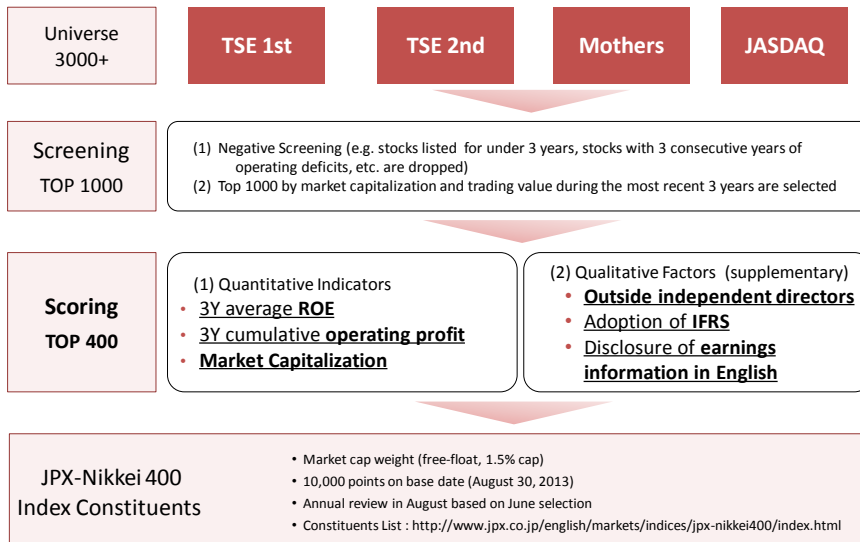 Universe
3000+
TSE 1st
TSE 2nd
Mothers
JASDAQ
Screening
TOP 1000
(1) Negative Screening (e.g. stocks listed for under 3 years, stocks with 3 consecutive years of
operating deficits, etc. are dropped)
(2) Top 1000 by market capitalization and trading value during the most recent 3 years are selected
Scoring
TOP 400
(1) Quantitative Indicators
• 3Y average ROE
• 3Y cumulative operating profit
• Market Capitalization
(2) Qualitative Factors (supplementary)
• Outside independent directors
• Adoption of IFRS
• Disclosure of earnings
information in English
JPX-Nikkei 400
Index Constituents
• Market cap weight (free-float, 1.5% cap)
• 10,000 points on base date (August 30, 2013)
• Annual review in August based on June selection
• Constituents List : http://www.jpx.co.jp/english/markets/indices/jpx-nikkei400/index.html